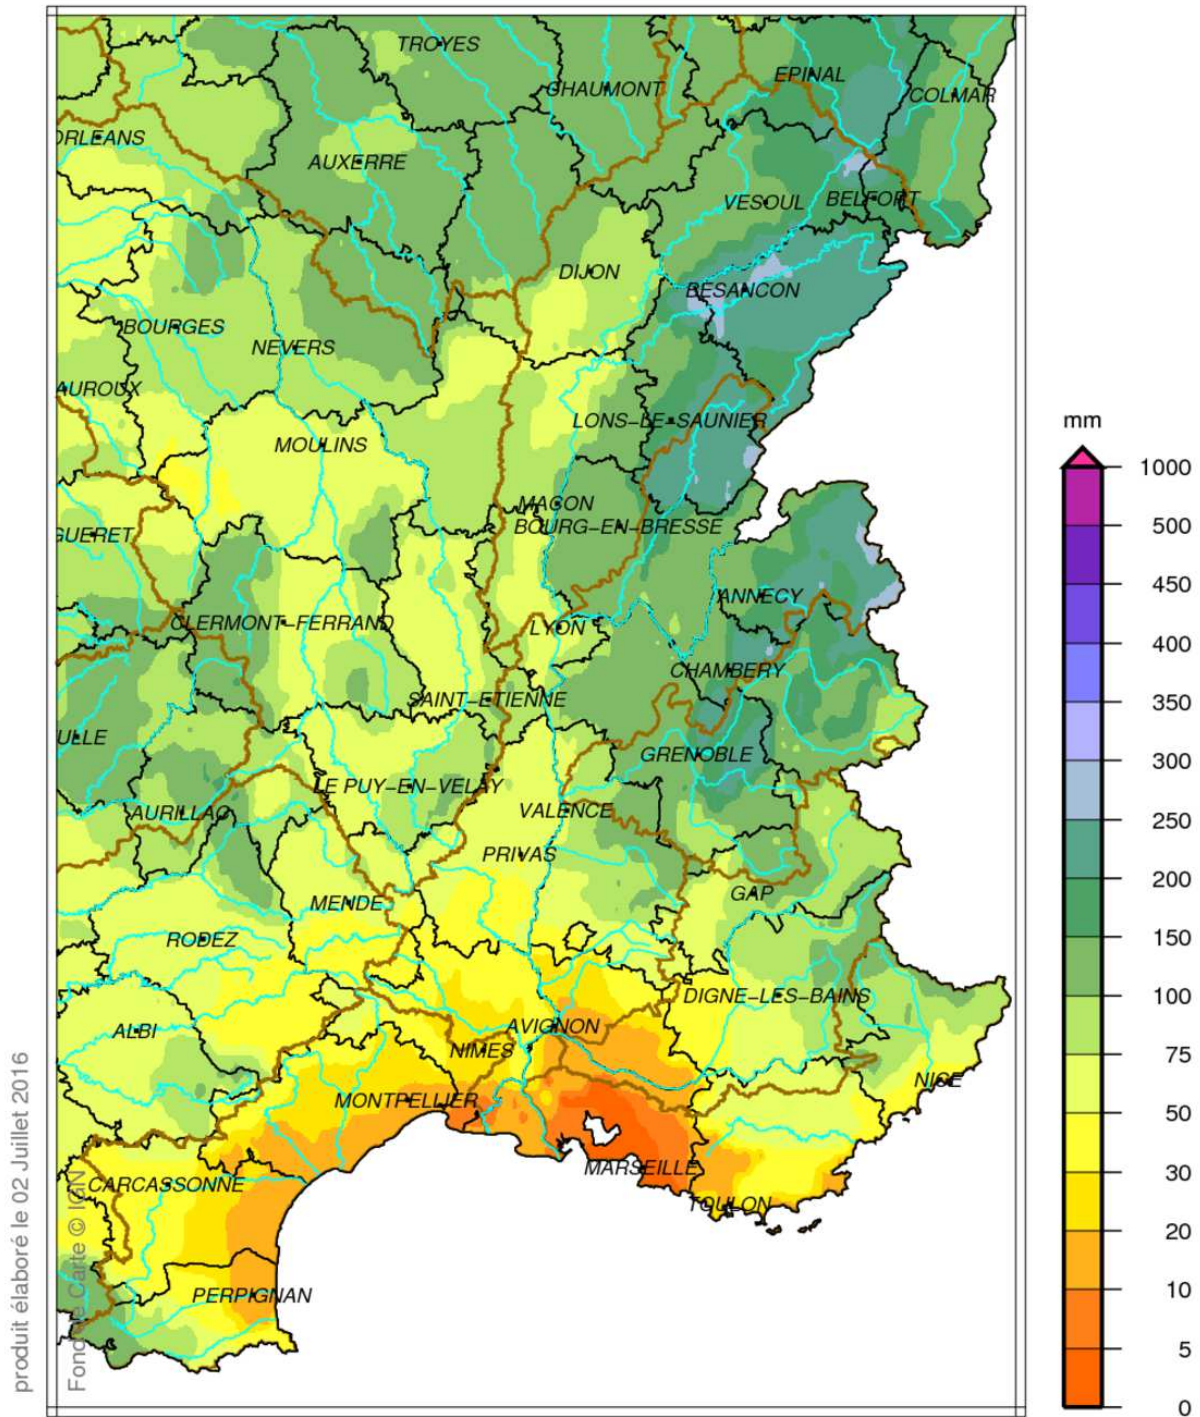 TROYES
CHAUMONT
EPINAL
COLMAR
ORLEANS
AUXERRE
VESOUL
BELFORT
DIJON
BESANCON
BOURGES
NEVERS
AUROUX
LONS-LE-SAUNIER
MOULINS
MACON
BOURG-EN-BRESSE
GUERET
ANNECY
CLERMONT-FERRAND
LYON
CHAMBERY
SAINT-ETIENNE
ULLE
GRENOBLE
LE PUY-EN-VELAY
AURILLAC
VALENCE
PRIVAS
GAP
MENDE
RODEZ
DIGNE-LES-BAINS
ALBI
AVIGNON
NIMES
NICE
MONTPELLIER
MARSEILLE
CARCASSONNE
TOULON
PERPIGNAN
mm
1000
500
450
400
350
300
250
200
150
100
75
50
30
20
10
5
0
produit élaboré le 02 Juillet 2016
Fond de Carte © IGN